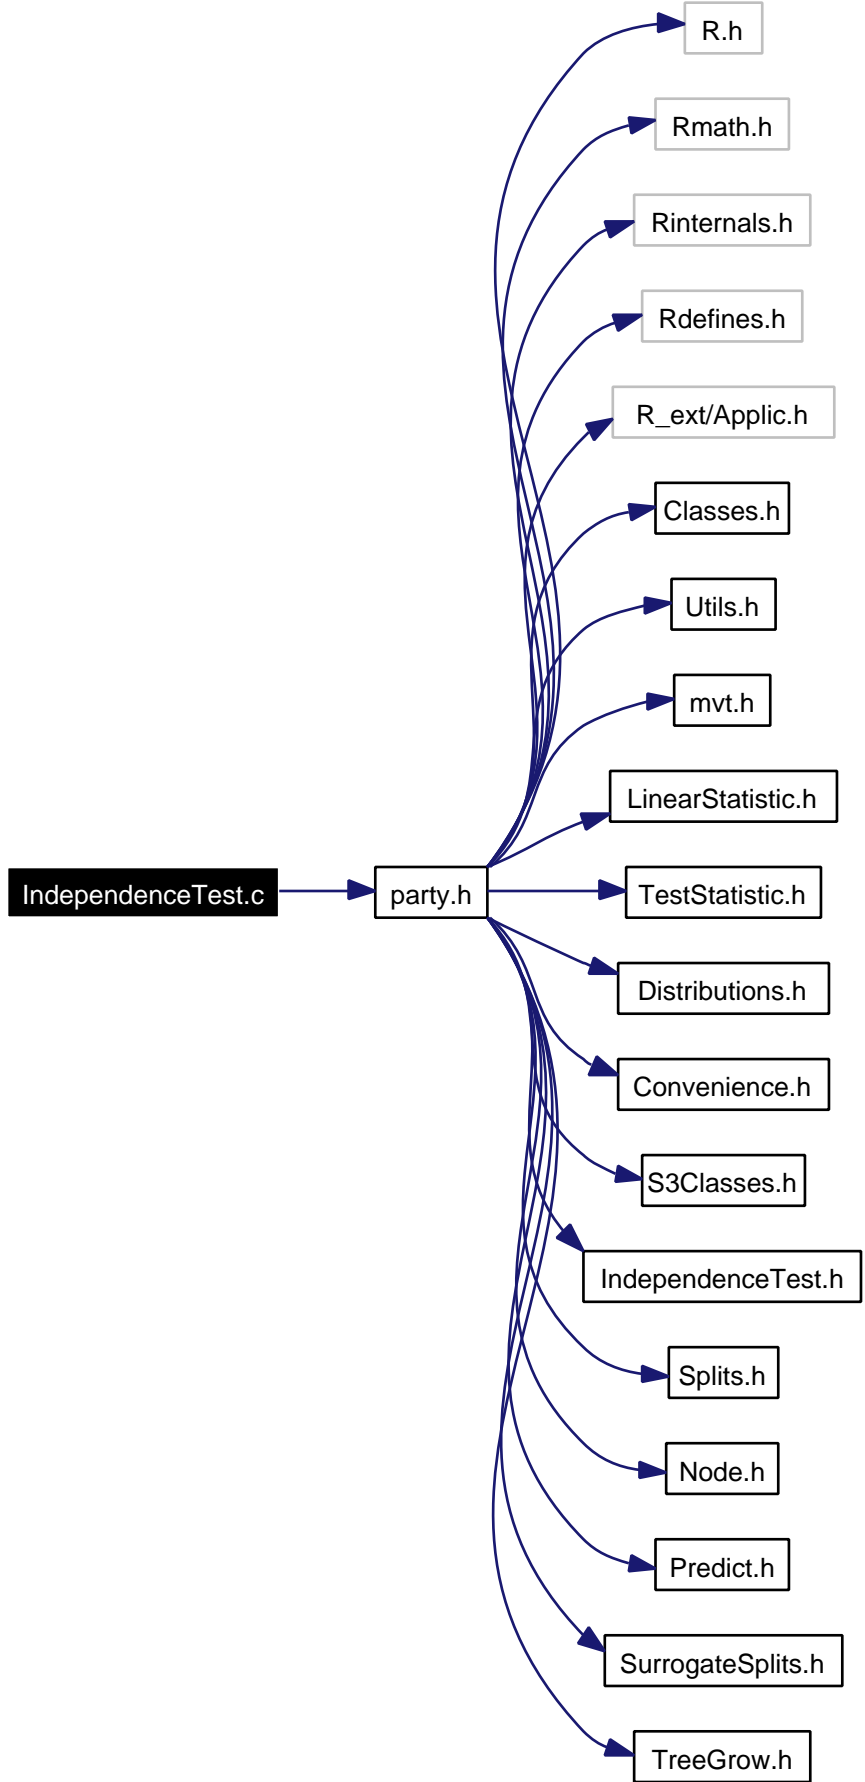 R.h
Rmath.h
Rinternals.h
Rdefines.h
R_ext/Applic.h
Classes.h
Utils.h
mvt.h
LinearStatistic.h
IndependenceTest.c
party.h
TestStatistic.h
Distributions.h
Convenience.h
S3Classes.h
IndependenceTest.h
Splits.h
Node.h
Predict.h
SurrogateSplits.h
TreeGrow.h